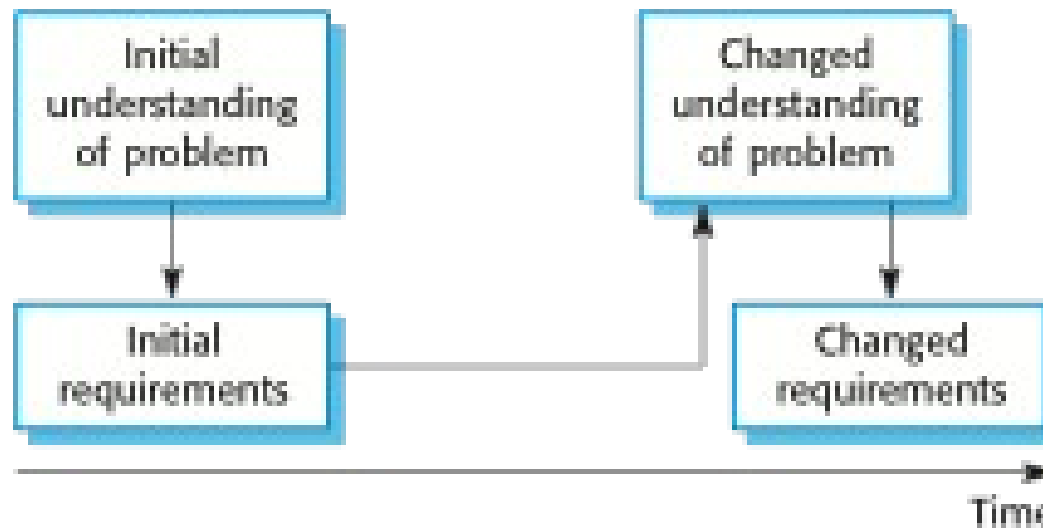 Initial
understanding
of problem
Changed
understanding
of problem
Initial
requirements
Changed
requirements
Time